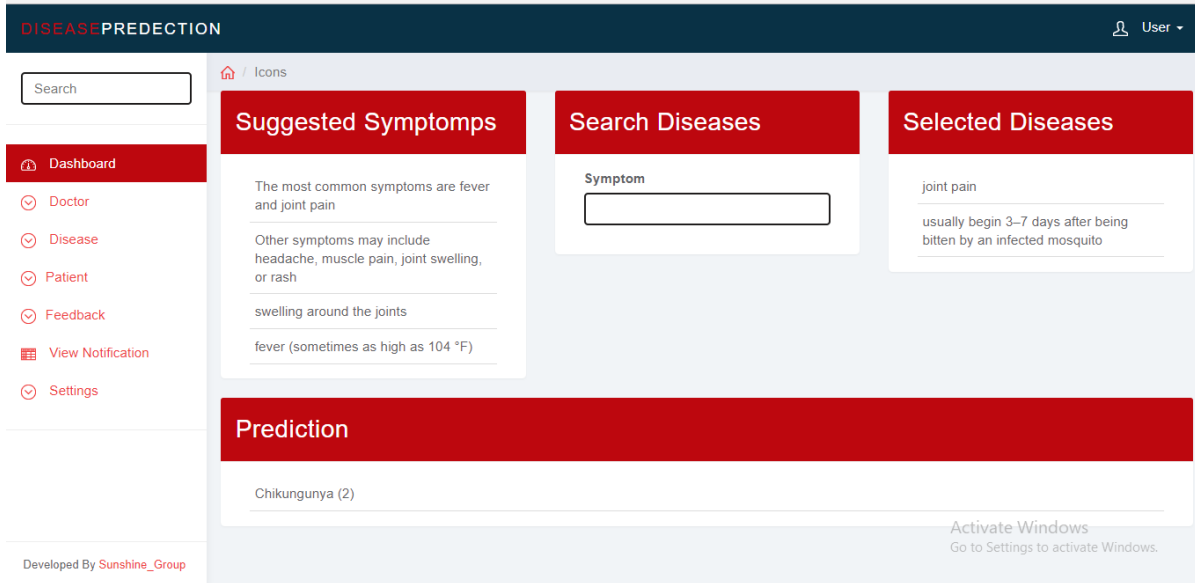 DISEASEPREDECTION
User
Search
Icons
Dashboard
Doctor
Disease
Patient
Feedback
View Notification
Settings
Developed By Sunshine_Group
Suggested Symptomps
The most common symptoms are fever
and joint pain
Other symptoms may include
headache, muscle pain, joint swelling,
or rash
swelling around the joints
fever (sometimes as high as 104 °F)
Search Diseases
Symptom
Selected Diseases
joint pain
usually begin 3–7 days after being
bitten by an infected mosquito
Prediction
Chikungunya (2)
Activate Windows
Go to Settings to activate Windows.